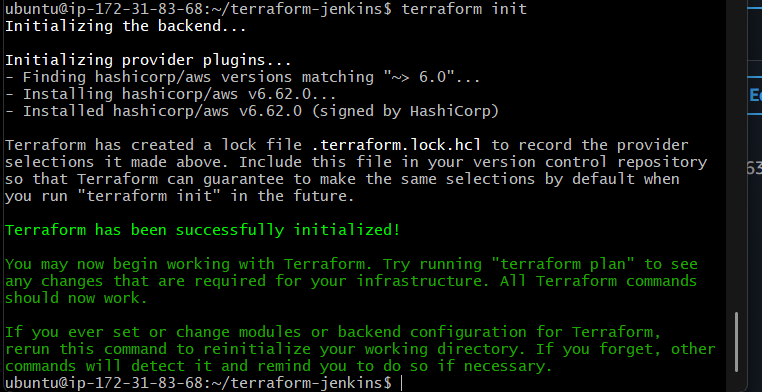 ubuntu@ip-172-31-83-68:~/terraform-jenkins$ terraform init
Initializing the backend...
Initializing provider plugins...
- Finding hashicorp/aws versions matching "~> 6.0"...
- Installing hashicorp/aws v6.62.0...
- Installed hashicorp/aws v6.62.0 (signed by HashiCorp)
Terraform has created a lock file .terraform.lock.hcl to record the provider
selections it made above. Include this file in your version control repository
so that Terraform can guarantee to make the same selections by default when
you run "terraform init" in the future.
Terraform has been successfully initialized!
You may now begin working with Terraform. Try running "terraform plan" to see
any changes that are required for your infrastructure. All Terraform commands
should now work.
If you ever set or change modules or backend configuration for Terraform,
rerun this command to reinitialize your working directory. If you forget, other
commands will detect it and remind you to do so if necessary.
ubuntu@ip-172-31-83-68:~/terraform-jenkins$